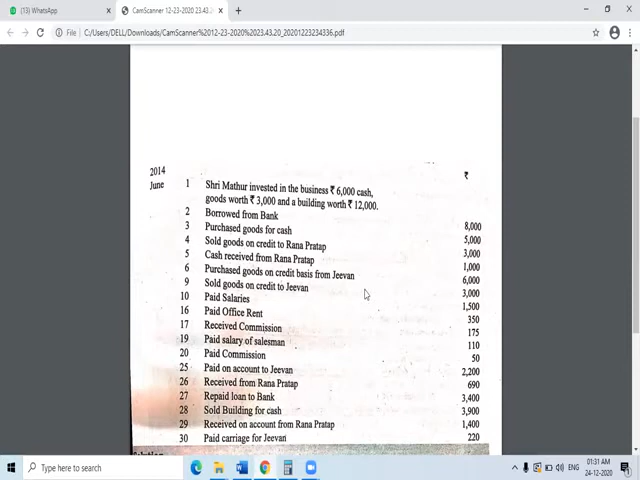 (13) WhatsApp
CamScanner 12-23-2020 23.43.20
File C:/Users/DELL/Downloads/CamScanner%2012-23-2020%2023.43.20_20201223234336.pdf
2014 ₹
June 1 Shri Mathur invested in the business ₹ 6,000 cash,
goods worth ₹ 3,000 and a building worth ₹ 12,000.
2 Borrowed from Bank 8,000
3 Purchased goods for cash 5,000
4 Sold goods on credit to Rana Pratap 3,000
5 Cash received from Rana Pratap 1,000
6 Purchased goods on credit basis from Jeevan 6,000
9 Sold goods on credit to Jeevan 3,000
10 Paid Salaries 1,500
16 Paid Office Rent 350
17 Received Commission 175
19 Paid salary of salesman 110
20 Paid Commission 50
25 Paid on account to Jeevan 2,200
26 Received from Rana Pratap 690
27 Repaid loan to Bank 3,400
28 Sold Building for cash 3,900
29 Received on account from Rana Pratap 1,400
30 Paid carriage for Jeevan 220
Type here to search
ENG
01:31 AM
24-12-2020